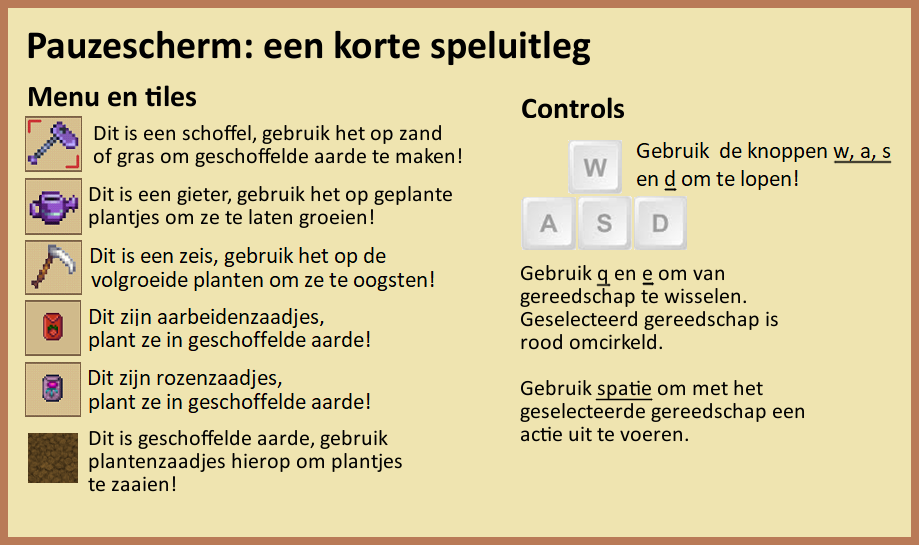 Pauzescherm: een korte speluitleg
Menu en tiles
Dit is een schoffel, gebruik het op zand
of gras om geschoffelde aarde te maken!
Dit is een gieter, gebruik het op geplante
plantjes om ze te laten groeien!
Dit is een zeis, gebruik het op de
volgroeide planten om ze te oogsten!
Dit zijn aarbeidenzaadjes,
plant ze in geschoffelde aarde!
Dit zijn rozenzaadjes,
plant ze in geschoffelde aarde!
Dit is geschoffelde aarde, gebruik
plantenzaadjes hierop om plantjes
te zaaien!
Controls
W
A S D
Gebruik de knoppen w, a, s
en d om te lopen!
Gebruik q en e om van
gereedschap te wisselen.
Geselecteerd gereedschap is
rood omcirkeld.
Gebruik spatie om met het
geselecteerde gereedschap een
actie uit te voeren.